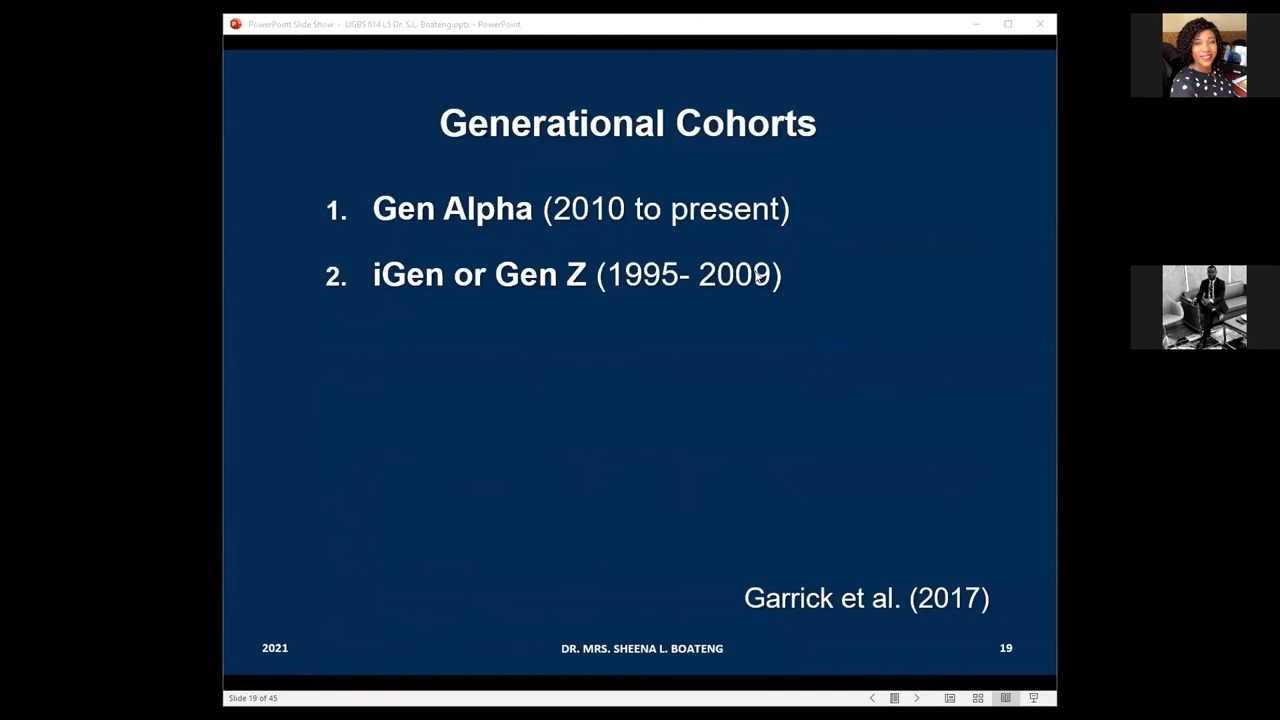 PowerPoint Slide Show - UGBS 614 L5 Dr. S.L. Boateng.pptx - PowerPoint
Generational Cohorts
1. Gen Alpha (2010 to present)
2. iGen or Gen Z (1995- 2009)
Garrick et al. (2017)
2021 DR. MRS. SHEENA L. BOATENG 19
Slide 19 of 45